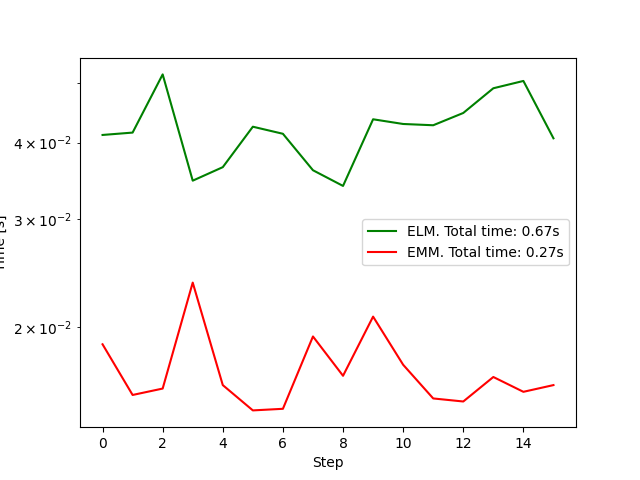 4 × 10⁻²
3 × 10⁻²
2 × 10⁻²
ELM. Total time: 0.67s
EMM. Total time: 0.27s
0 2 4 6 8 10 12 14
Step